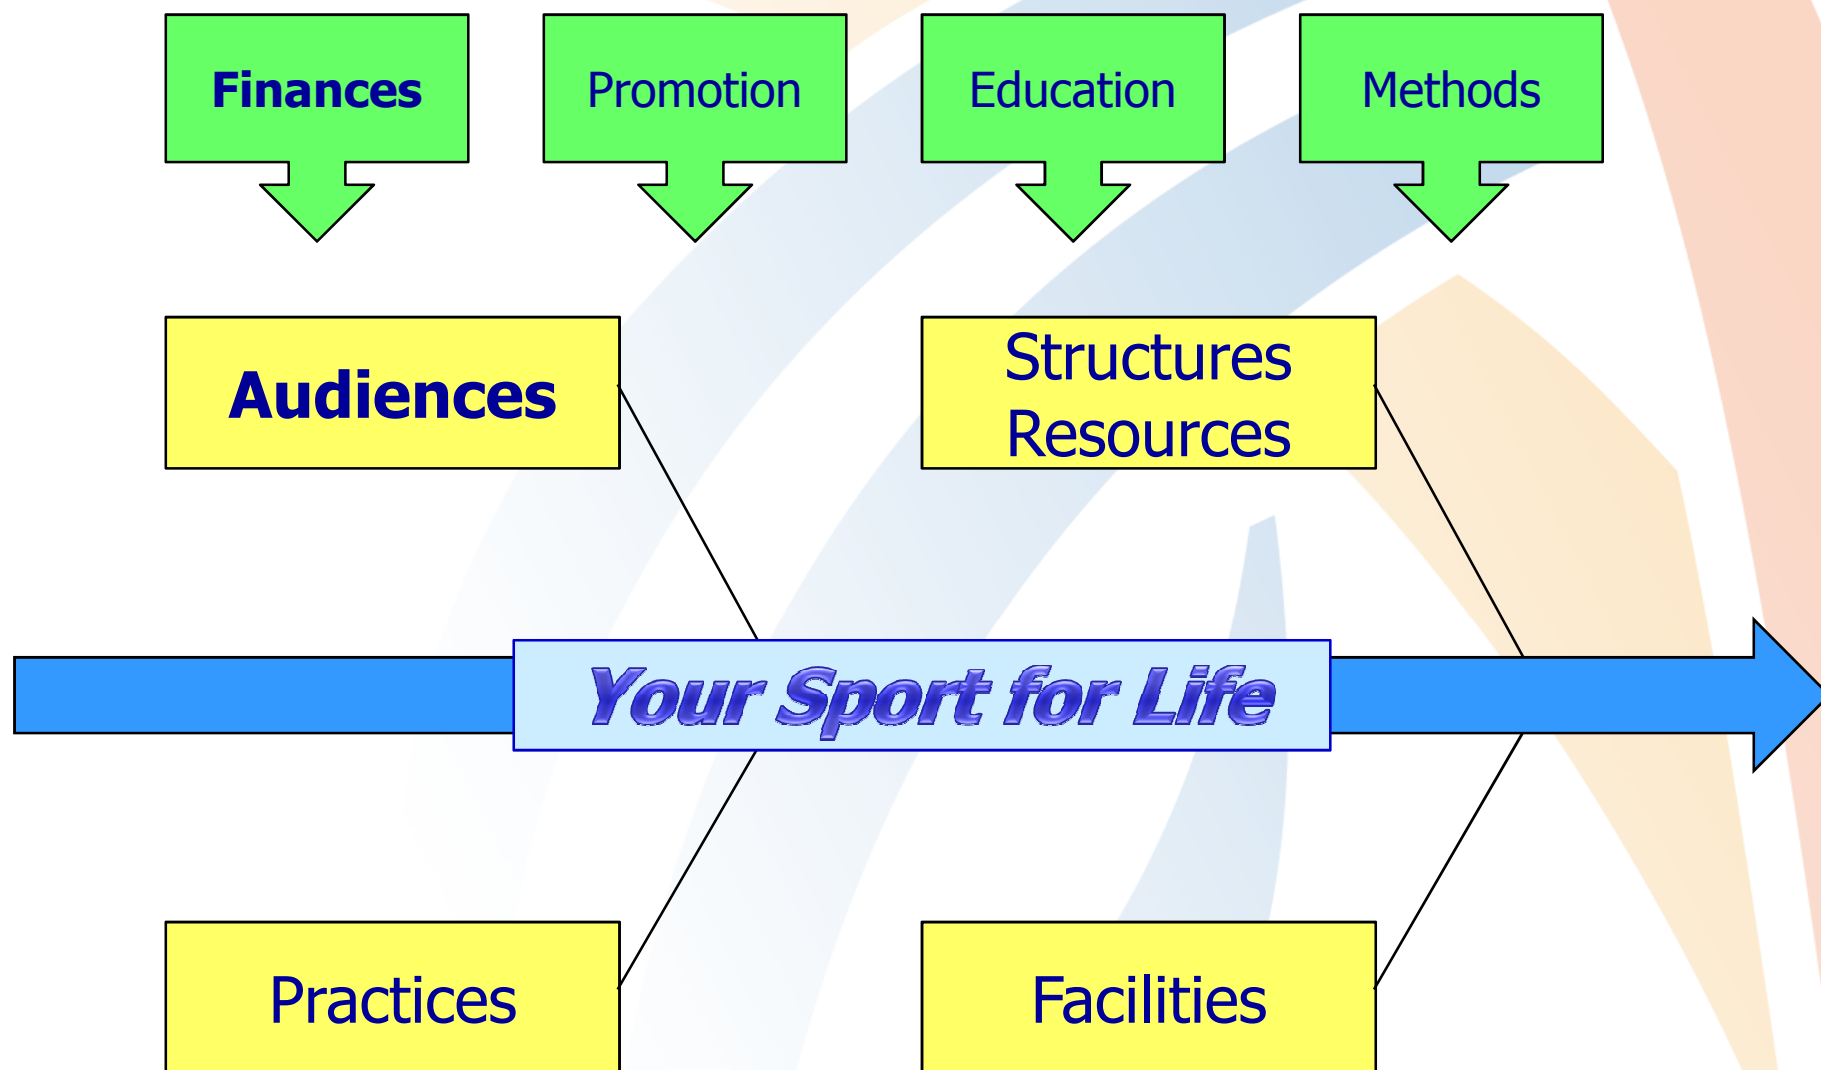 Finances
Promotion
Education
Methods
Audiences
Structures
Resources
Your Sport for Life
Practices
Facilities